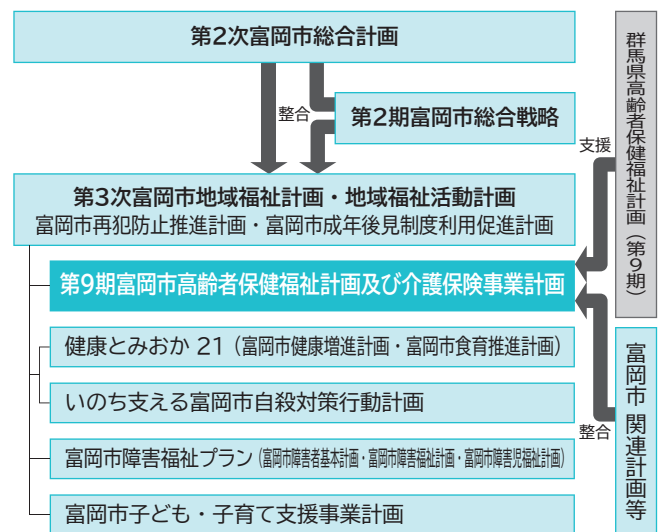 第2次富岡市総合計画
整合
第2期富岡市総合戦略
第3次富岡市地域福祉計画・地域福祉活動計画
富岡市再犯防止推進計画・富岡市成年後見制度利用促進計画
第9期富岡市高齢者保健福祉計画及び介護保険事業計画
健康とみおか 21（富岡市健康増進計画・富岡市食育推進計画）
いのち支える富岡市自殺対策行動計画
富岡市障害福祉プラン（富岡市障害者基本計画・富岡市障害福祉計画・富岡市障害児福祉計画）
富岡市子ども・子育て支援事業計画
群馬県高齢者保健福祉計画（第9期）
支援
富岡市 関連計画等
整合